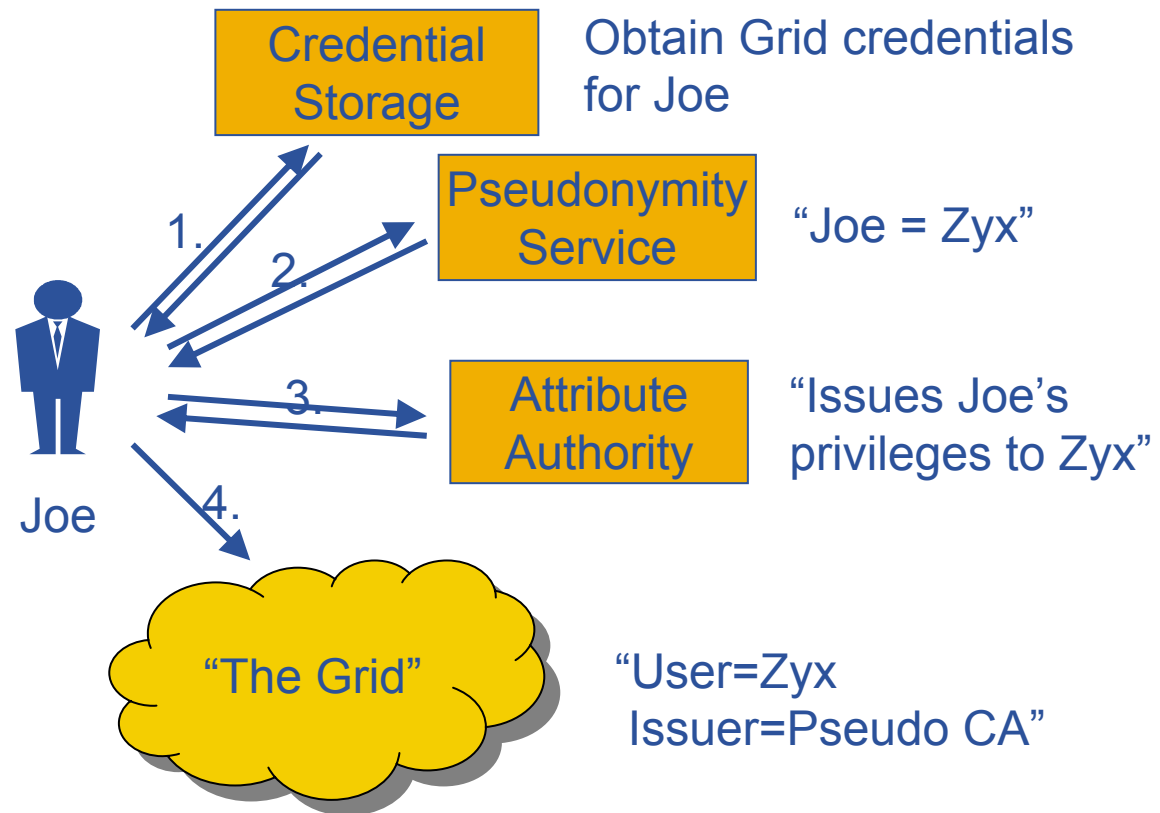 Credential
Storage
Obtain Grid credentials
for Joe
1.
Pseudonymity
Service
“Joe = Zyx”
2.
3.
Attribute
Authority
“Issues Joe’s
privileges to Zyx”
Joe
4.
“The Grid”
“User=Zyx
Issuer=Pseudo CA”